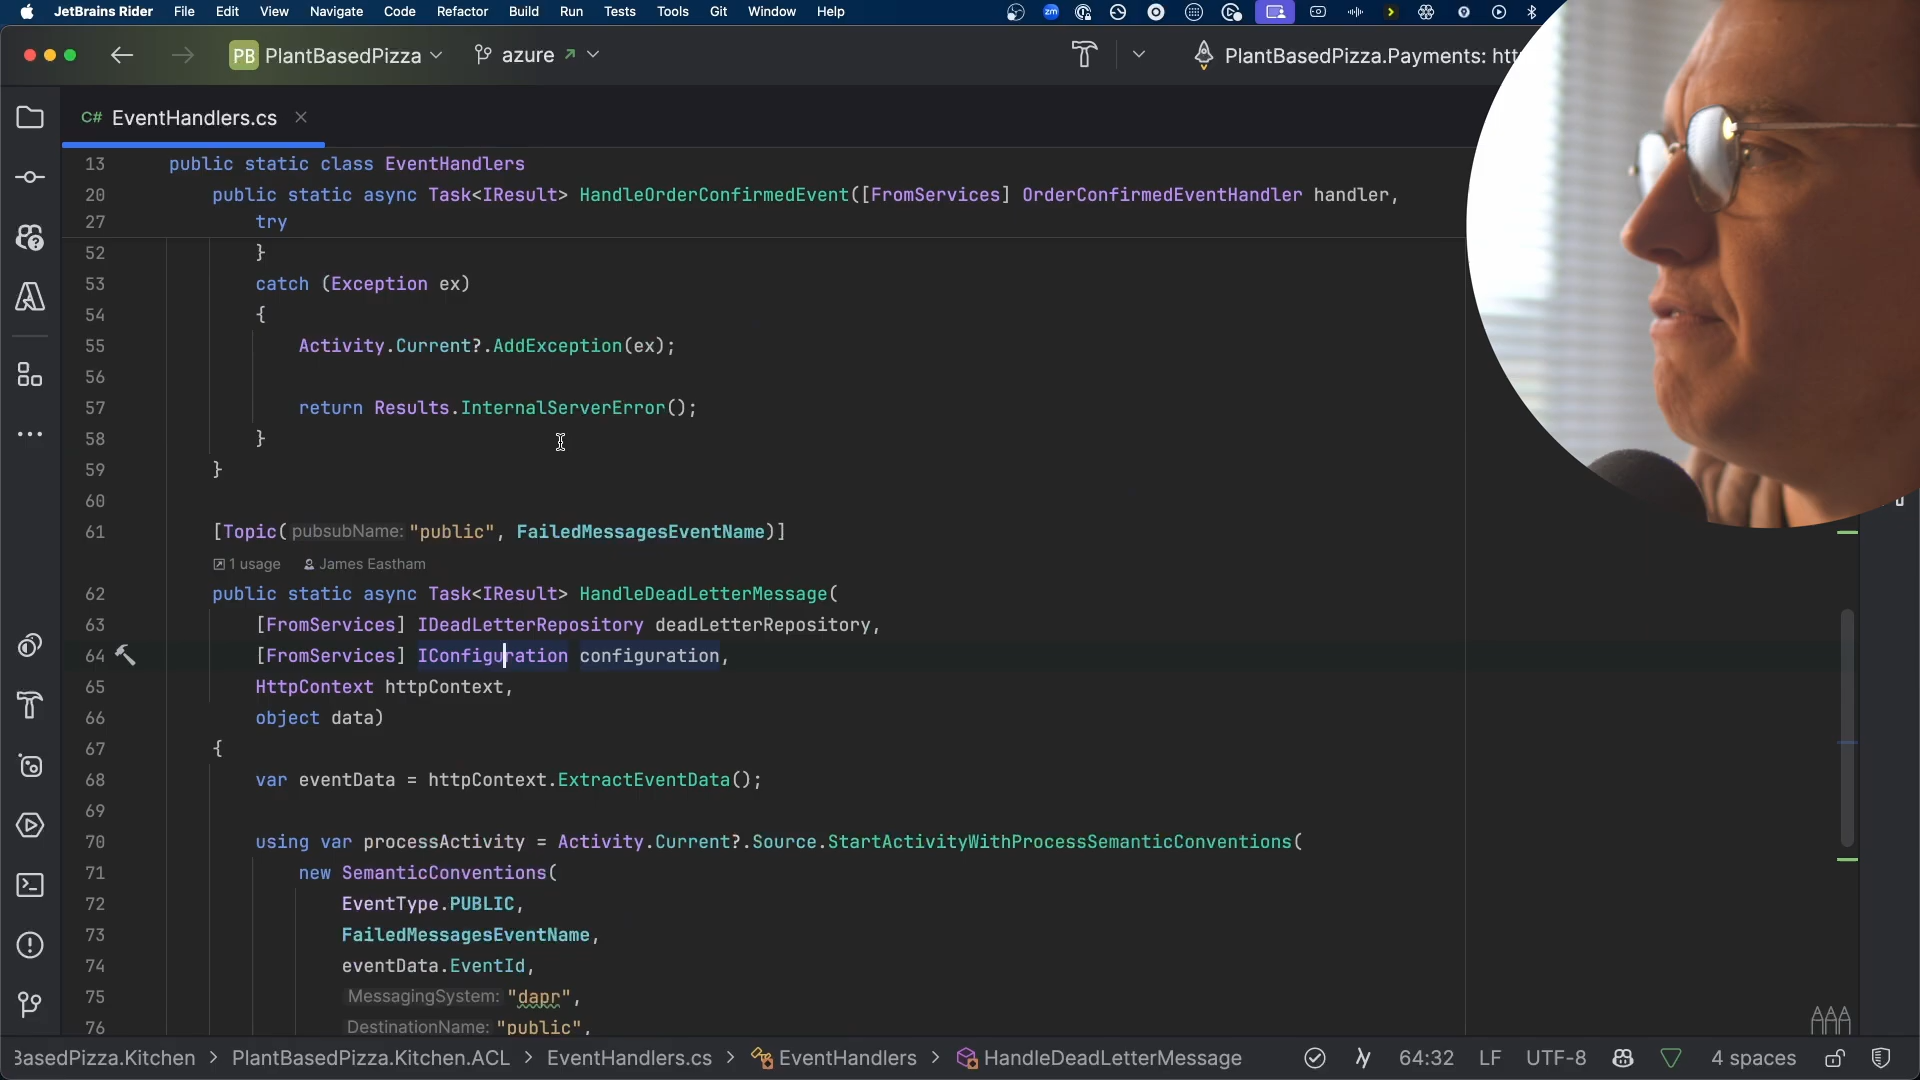 JetBrains Rider File Edit View Navigate Code Refactor Build Run Tests Tools Git Window Help
zm
PB PlantBasedPizza azure PlantBasedPizza.Payments: htt
C# EventHandlers.cs
13 public static class EventHandlers
20 public static async Task<IResult> HandleOrderConfirmedEvent([FromServices] OrderConfirmedEventHandler handler,
27 try
52 }
53 catch (Exception ex)
54 {
55 Activity.Current?.AddException(ex);
56
57 return Results.InternalServerError();
58 }
59 }
60
61 [Topic(pubsubName: "public", FailedMessagesEventName)]
1 usage James Eastham
62 public static async Task<IResult> HandleDeadLetterMessage(
63 [FromServices] IDeadLetterRepository deadLetterRepository,
64 [FromServices] IConfiguration configuration,
65 HttpContext httpContext,
66 object data)
67 {
68 var eventData = httpContext.ExtractEventData();
69
70 using var processActivity = Activity.Current?.Source.StartActivityWithProcessSemanticConventions(
71 new SemanticConventions(
72 EventType.PUBLIC,
73 FailedMessagesEventName,
74 eventData.EventId,
75 MessagingSystem: "dapr",
76 DestinationName: "public",
BasedPizza.Kitchen > PlantBasedPizza.Kitchen.ACL > EventHandlers.cs > EventHandlers > HandleDeadLetterMessage 64:32 LF UTF-8 4 spaces